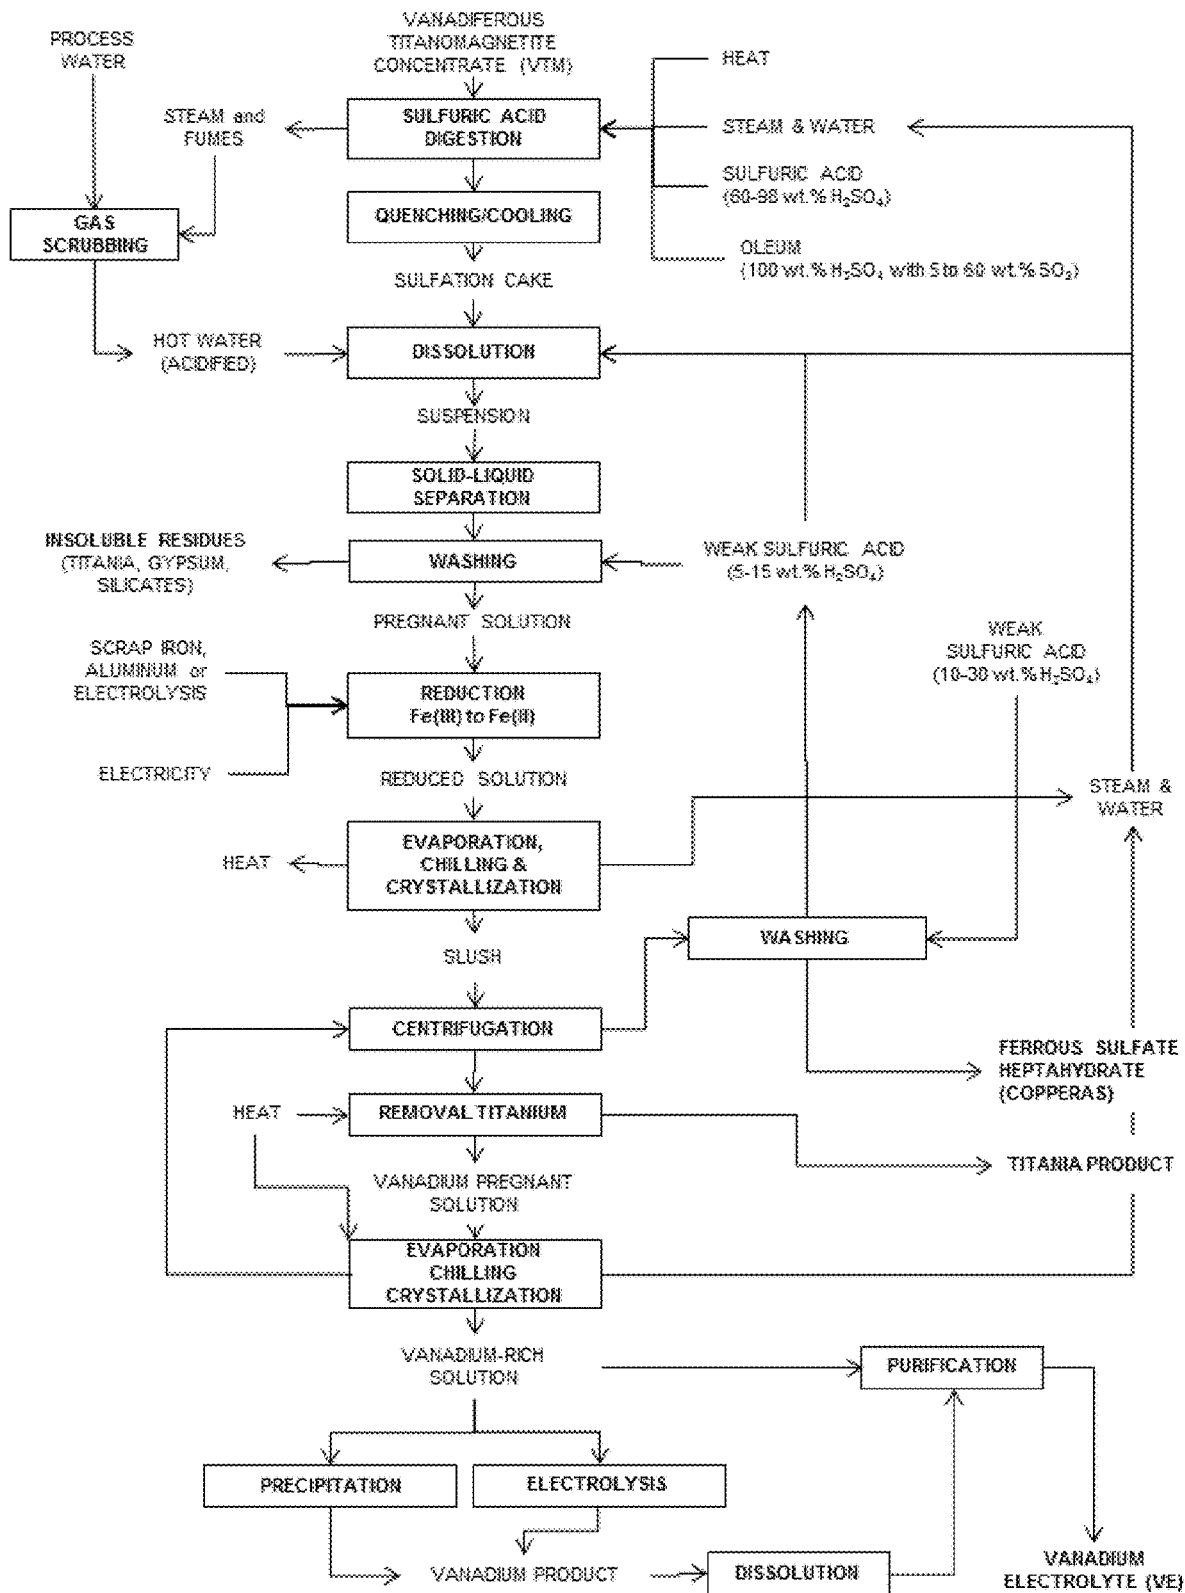 VANADIFEROUS
TITANOMAGNETITE
CONCENTRATE (VTM)
PROCESS
WATER
HEAT
STEAM and
FUMES
SULFURIC ACID
DIGESTION
STEAM & WATER
SULFURIC ACID
(60-98 wt.% H₂SO₄)
QUENCHING/COOLING
GAS
SCRUBBING
OLEUM
(100 wt.% H₂SO₄ with 5 to 60 wt.% SO₃)
SULFATION CAKE
HOT WATER
(ACIDIFIED)
DISSOLUTION
SUSPENSION
SOLID-LIQUID
SEPARATION
INSOLUBLE RESIDUES
(TITANIA, GYPSUM,
SILICATES)
WASHING
WEAK SULFURIC ACID
(5-15 wt.% H₂SO₄)
PREGNANT SOLUTION
WEAK
SULFURIC ACID
(10-30 wt.% H₂SO₄)
SCRAP IRON,
ALUMINUM or
ELECTROLYSIS
REDUCTION
Fe(III) to Fe(II)
ELECTRICITY
REDUCED SOLUTION
STEAM &
WATER
HEAT
EVAPORATION,
CHILLING &
CRYSTALLIZATION
WASHING
SLUSH
CENTRIFUGATION
FERROUS SULFATE
HEPTAHYDRATE
(COPPERAS)
HEAT
REMOVAL TITANIUM
TITANIA PRODUCT
VANADIUM PREGNANT
SOLUTION
EVAPORATION
CHILLING
CRYSTALLIZATION
VANADIUM-RICH
SOLUTION
PURIFICATION
PRECIPITATION
ELECTROLYSIS
VANADIUM PRODUCT
DISSOLUTION
VANADIUM
ELECTROLYTE (VE)